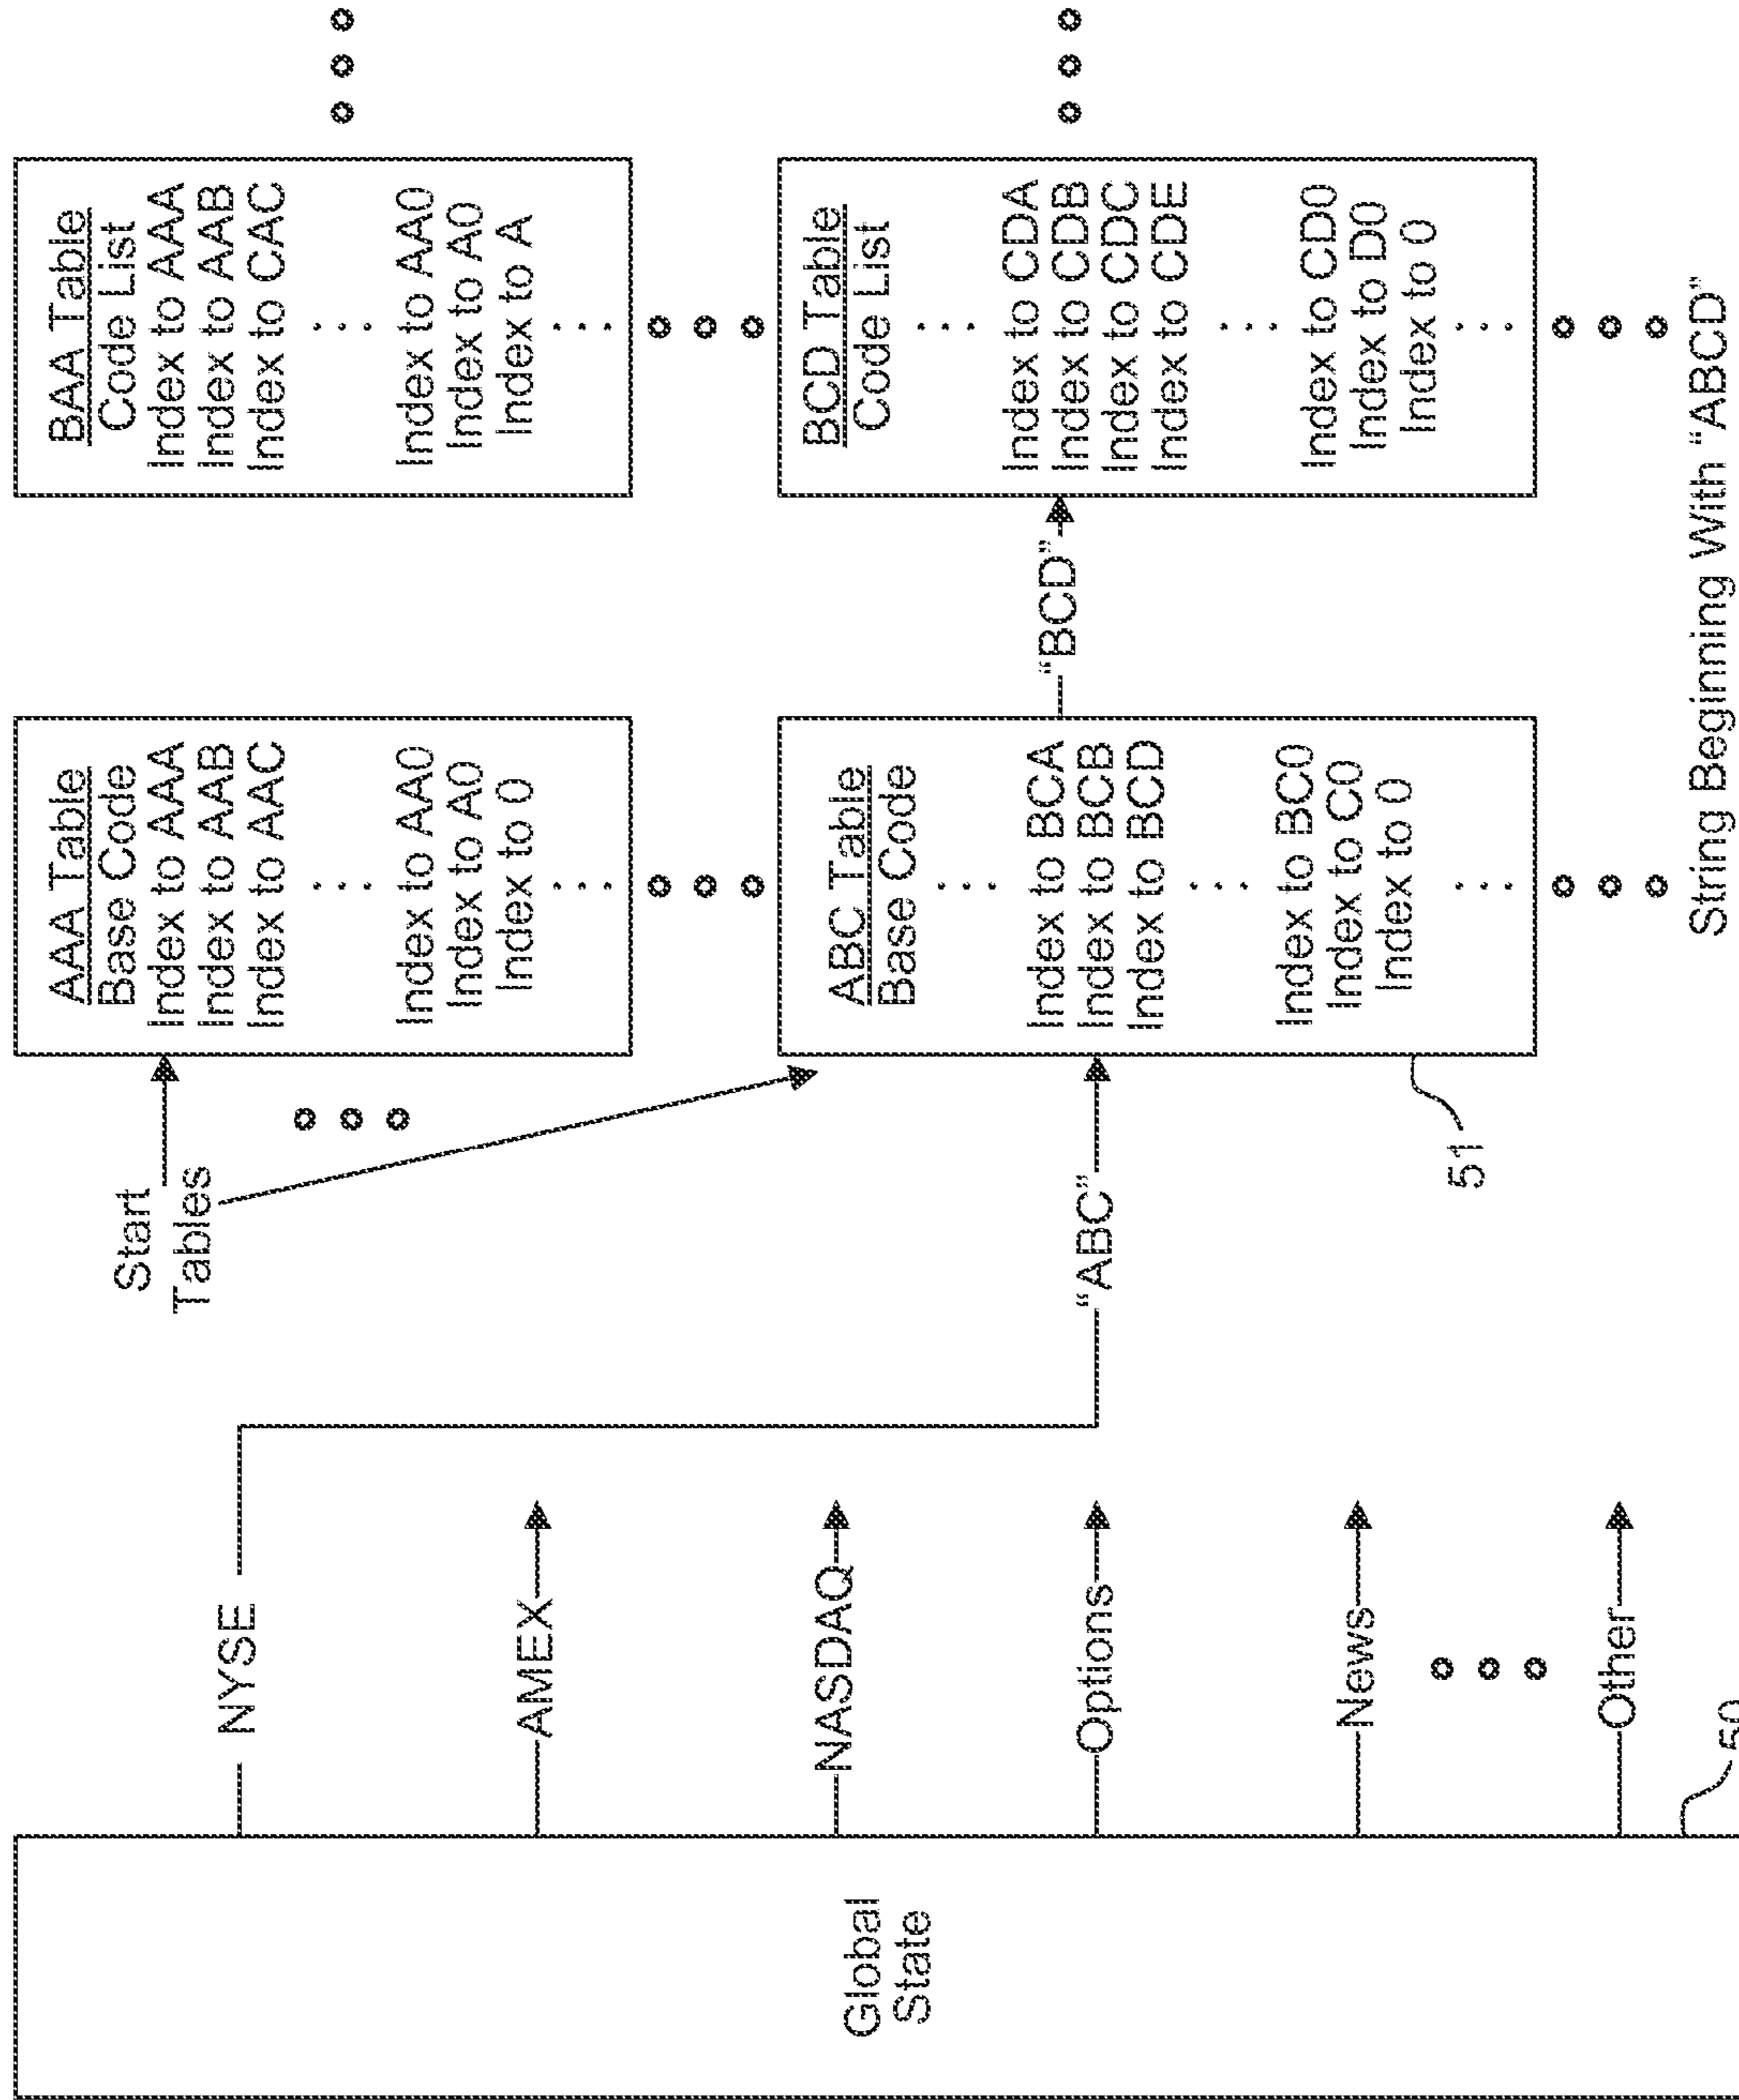 Global
State
50
NYSE
AMEX
NASDAQ
Options
News
Other
Start
Tables
"ABC"
51
AAA Table
Base Code
Index to AAA
Index to AAB
Index to AAC
...
Index to AA0
Index to A0
Index to 0
...
ABC Table
Base Code
...
Index to BCA
Index to BCB
Index to BCD
...
Index to BC0
Index to C0
Index to 0
...
"BCD"
BAA Table
Code List
Index to AAA
Index to AAB
Index to CAC
...
Index to AA0
Index to A0
Index to A
...
BCD Table
Code List
...
Index to CDA
Index to CDB
Index to CDC
Index to CDE
...
Index to CD0
Index to D0
Index to 0
...
String Beginning With "ABCD"